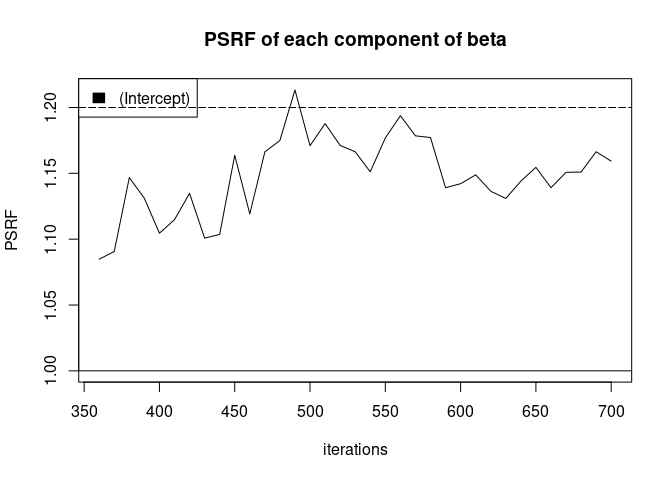 PSRF of each component of beta
(Intercept)
PSRF
1.20
1.15
1.10
1.05
1.00
350 400 450 500 550 600 650 700
iterations